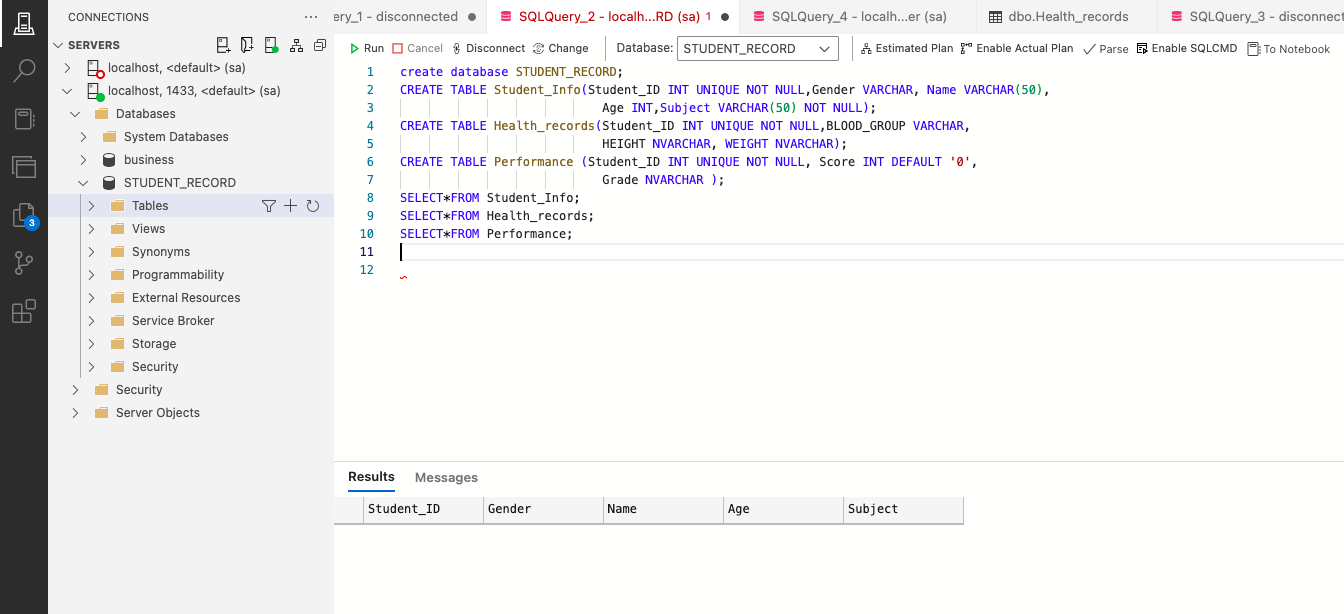 CONNECTIONS
ery_1 - disconnected
SQLQuery_2 - localh...RD (sa) 1
SQLQuery_4 - localh...er (sa)
dbo.Health_records
SQLQuery_3 - disconnect
SERVERS
Run
Cancel
Disconnect
Change
Database:
STUDENT_RECORD
Estimated Plan
Enable Actual Plan
Parse
Enable SQLCMD
To Notebook
localhost, <default> (sa)
localhost, 1433, <default> (sa)
Databases
System Databases
business
STUDENT_RECORD
Tables
Views
Synonyms
Programmability
External Resources
Service Broker
Storage
Security
Security
Server Objects
3
1 create database STUDENT_RECORD;
2 CREATE TABLE Student_Info(Student_ID INT UNIQUE NOT NULL,Gender VARCHAR, Name VARCHAR(50),
3 Age INT,Subject VARCHAR(50) NOT NULL);
4 CREATE TABLE Health_records(Student_ID INT UNIQUE NOT NULL,BLOOD_GROUP VARCHAR,
5 HEIGHT NVARCHAR, WEIGHT NVARCHAR);
6 CREATE TABLE Performance (Student_ID INT UNIQUE NOT NULL, Score INT DEFAULT '0',
7 Grade NVARCHAR );
8 SELECT*FROM Student_Info;
9 SELECT*FROM Health_records;
10 SELECT*FROM Performance;
11
12
Results
Messages
Student_ID Gender Name Age Subject